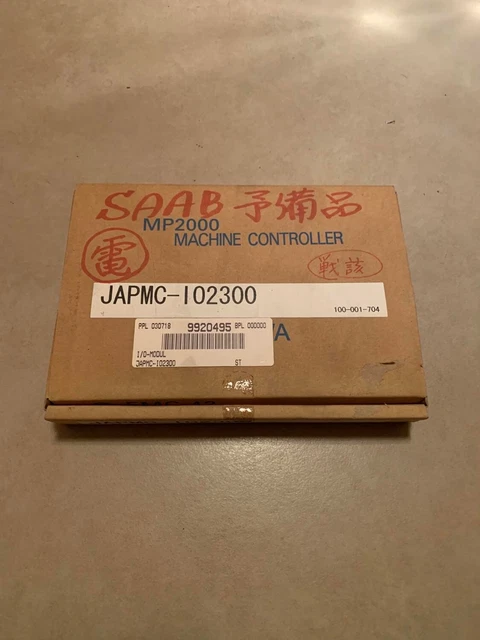 SAAB 予備品
MP2000
MACHINE CONTROLLER
電
戦該
JAPMC-IO2300
100-001-704
PPL 030718 9920495 BPL 000000
I/O-MODUL
JAPMC-IO2300 ST